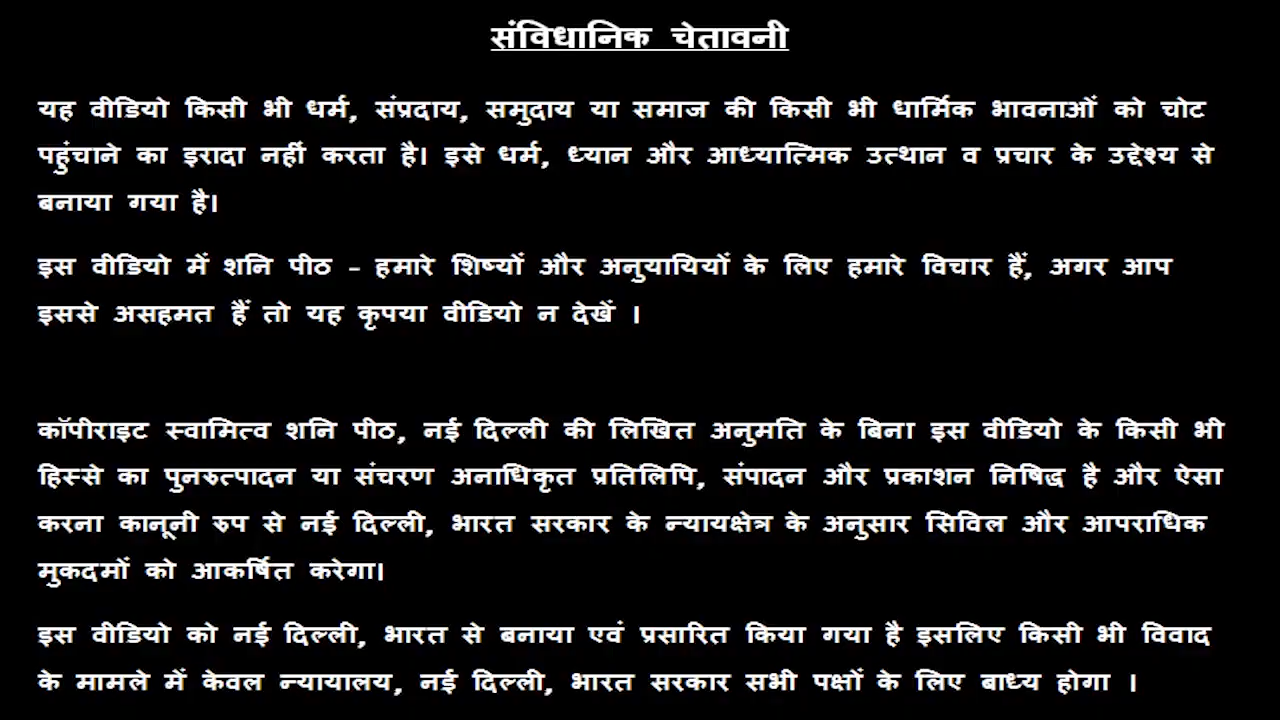 संविधानिक चेतावनी
यह वीडियो किसी भी धर्म, संप्रदाय, समुदाय या समाज की किसी भी धार्मिक भावनाओं को चोट
पहुंचाने का इरादा नहीं करता है। इसे धर्म, ध्यान और आध्यात्मिक उत्थान व प्रचार के उद्देश्य से
बनाया गया है।
इस वीडियो में शनि पीठ – हमारे शिष्यों और अनुयायियों के लिए हमारे विचार हैं, अगर आप
इससे असहमत हैं तो यह कृपया वीडियो न देखें ।
कॉपीराइट स्वामित्व शनि पीठ, नई दिल्ली की लिखित अनुमति के बिना इस वीडियो के किसी भी
हिस्से का पुनरुत्पादन या संचरण अनाधिकृत प्रतिलिपि, संपादन और प्रकाशन निषिद्ध है और ऐसा
करना कानूनी रुप से नई दिल्ली, भारत सरकार के न्यायक्षेत्र के अनुसार सिविल और आपराधिक
मुकदमों को आकर्षित करेगा।
इस वीडियो को नई दिल्ली, भारत से बनाया एवं प्रसारित किया गया है इसलिए किसी भी विवाद
के मामले में केवल न्यायालय, नई दिल्ली, भारत सरकार सभी पक्षों के लिए बाध्य होगा ।